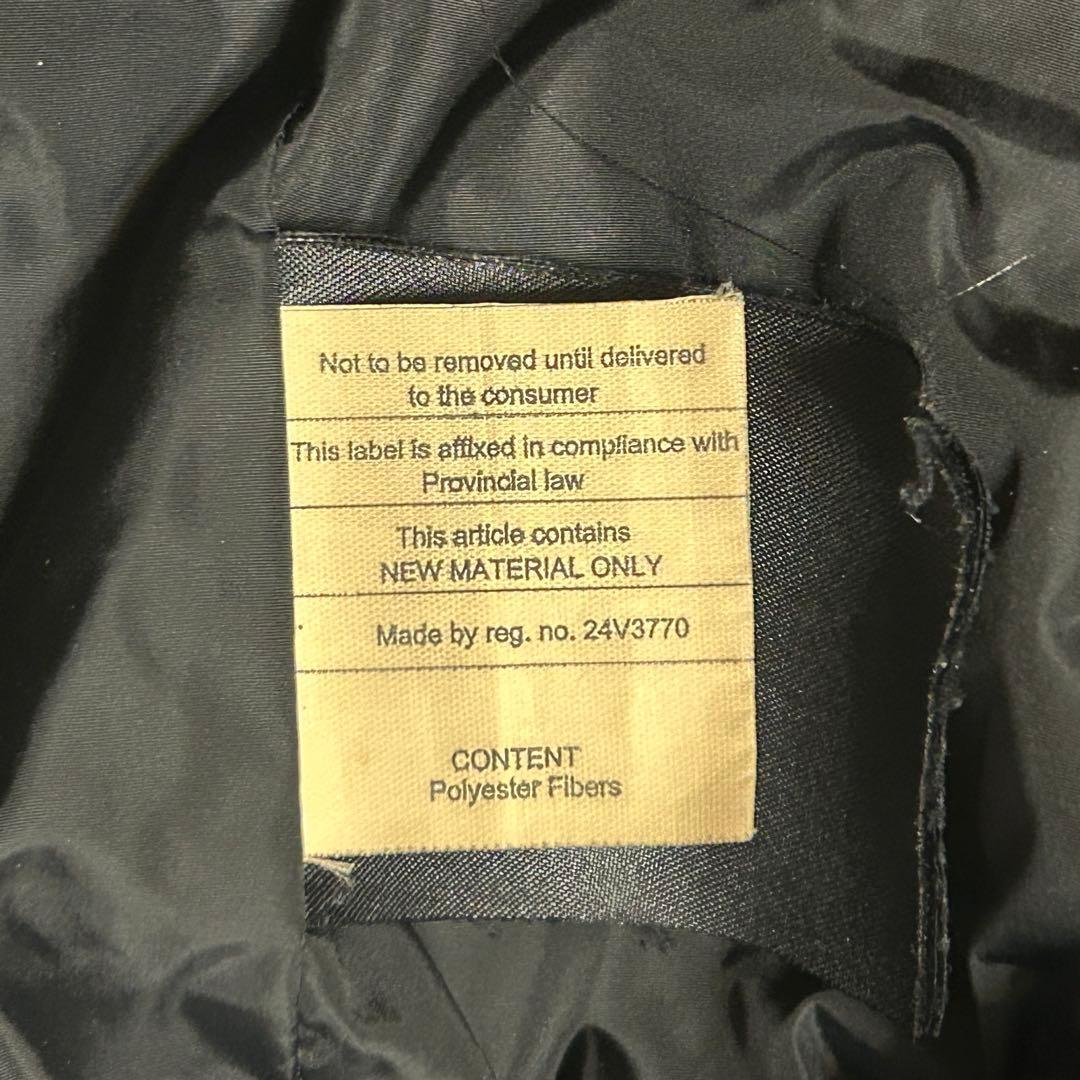 Not to be removed until delivered
to the consumer
This label is affixed in compliance with
Provincial law
This article contains
NEW MATERIAL ONLY
Made by reg. no. 24V3770
CONTENT
Polyester Fibers